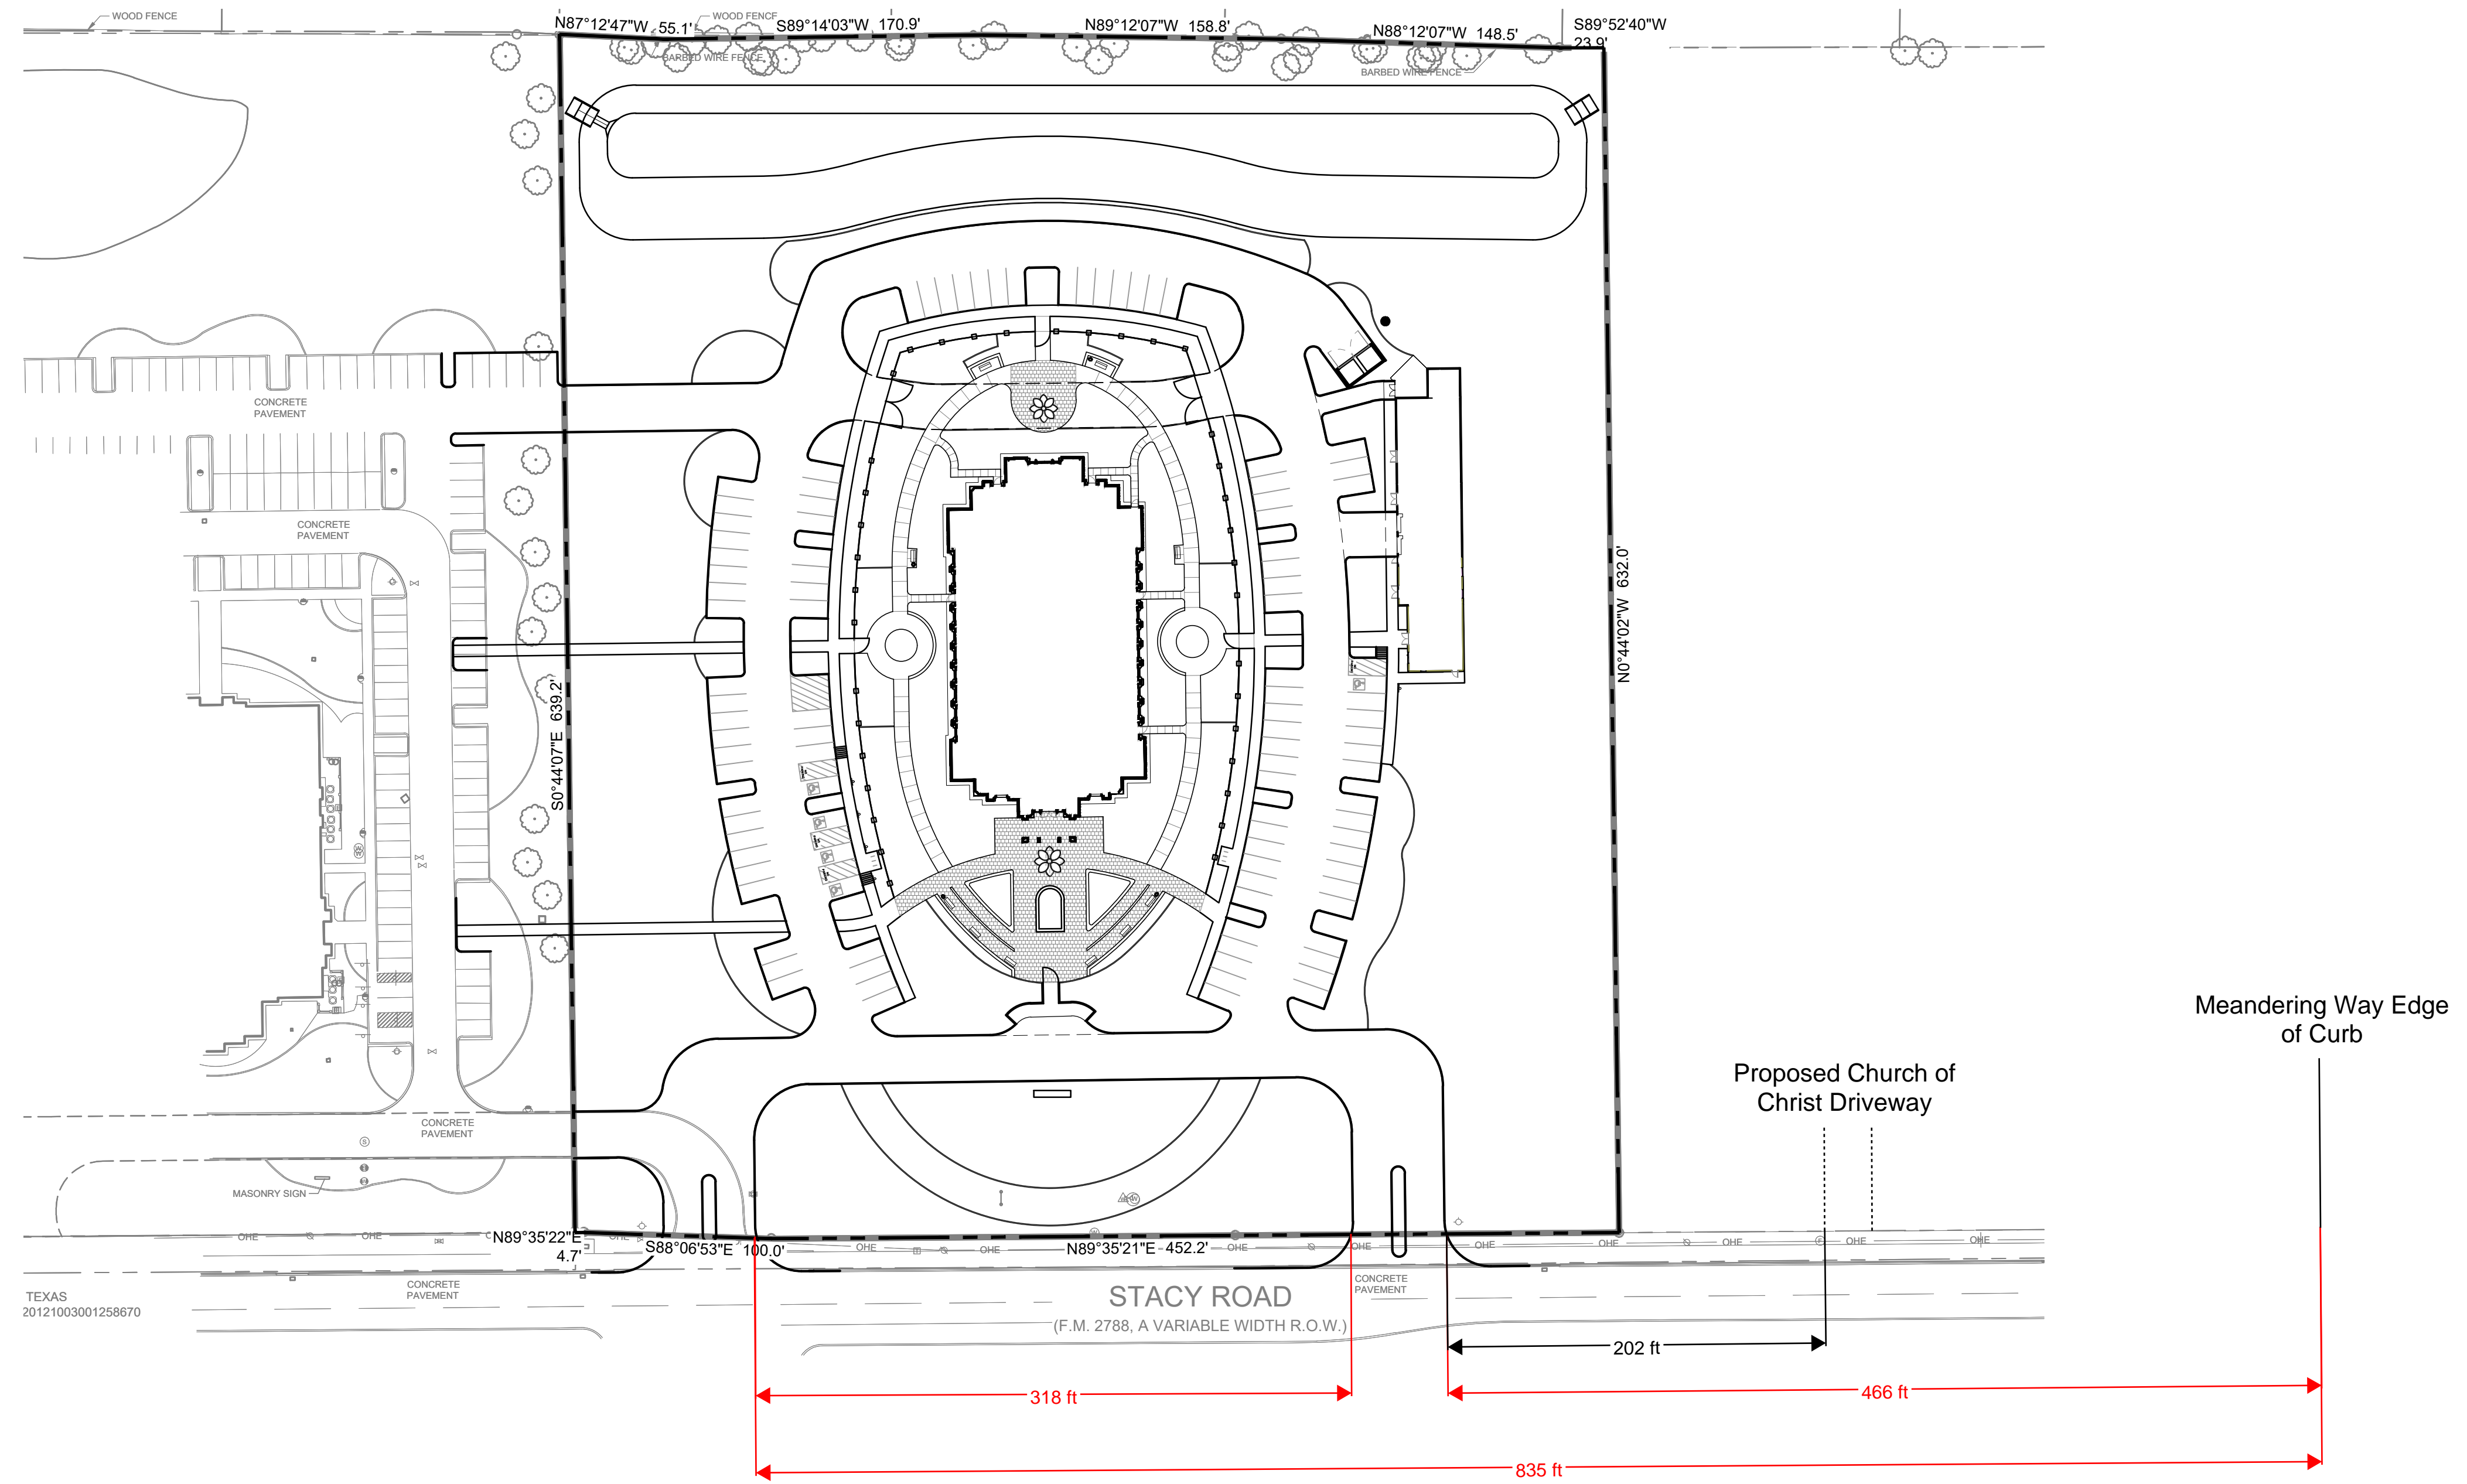 WOOD FENCE
N87°12'47"W 55.1'
WOOD FENCE
S89°14'03"W 170.9'
N89°12'07"W 158.8'
N88°12'07"W 148.5'
S89°52'40"W
23.9'
BARBED WIRE FENCE
BARBED WIRE FENCE
CONCRETE
PAVEMENT
CONCRETE
PAVEMENT
S0°44'07"E 639.2'
N0°44'02"W 632.0'
Meandering Way Edge
of Curb
Proposed Church of
Christ Driveway
CONCRETE
PAVEMENT
S
MASONRY SIGN
OHE
OHE
N89°35'22"E
4.7'
OHE
S88°06'53"E 100.0'
OHE
OHE
N89°35'21"E 452.2'
OHE
OHE
OHE
OHE
OHE
OHE
OHE
CONCRETE
PAVEMENT
CONCRETE
PAVEMENT
TEXAS
20121003001258670
STACY ROAD
(F.M. 2788, A VARIABLE WIDTH R.O.W.)
202 ft
318 ft
466 ft
835 ft